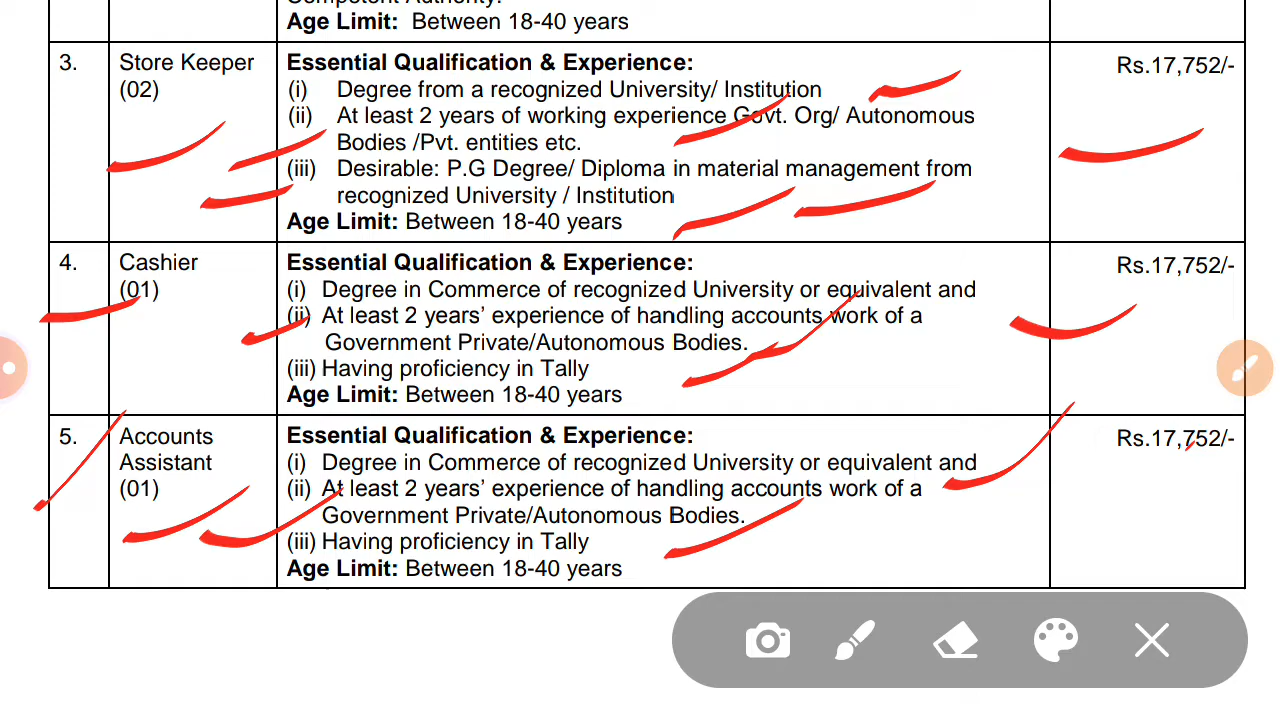 Age Limit: Between 18-40 years
3. Store Keeper Essential Qualification & Experience: Rs.17,752/-
(02) (i) Degree from a recognized University/ Institution
(ii) At least 2 years of working experience Govt. Org/ Autonomous
Bodies /Pvt. entities etc.
(iii) Desirable: P.G Degree/ Diploma in material management from
recognized University / Institution
Age Limit: Between 18-40 years
4. Cashier Essential Qualification & Experience: Rs.17,752/-
(01) (i) Degree in Commerce of recognized University or equivalent and
(ii) At least 2 years’ experience of handling accounts work of a
Government Private/Autonomous Bodies.
(iii) Having proficiency in Tally
Age Limit: Between 18-40 years
5. Accounts Essential Qualification & Experience: Rs.17,752/-
Assistant (i) Degree in Commerce of recognized University or equivalent and
(01) (ii) At least 2 years’ experience of handling accounts work of a
Government Private/Autonomous Bodies.
(iii) Having proficiency in Tally
Age Limit: Between 18-40 years